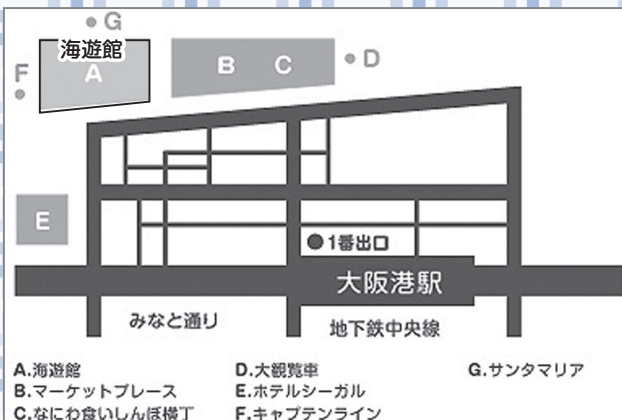 G
海遊館
A
B C
D
F
E
1番出口
大阪港駅
みなと通り
地下鉄中央線
A.海遊館
B.マーケットプレース
C.なにわ食いしんぼ横丁
D.大観覧車
E.ホテルシーガル
F.キャプテンライン
G.サンタマリア